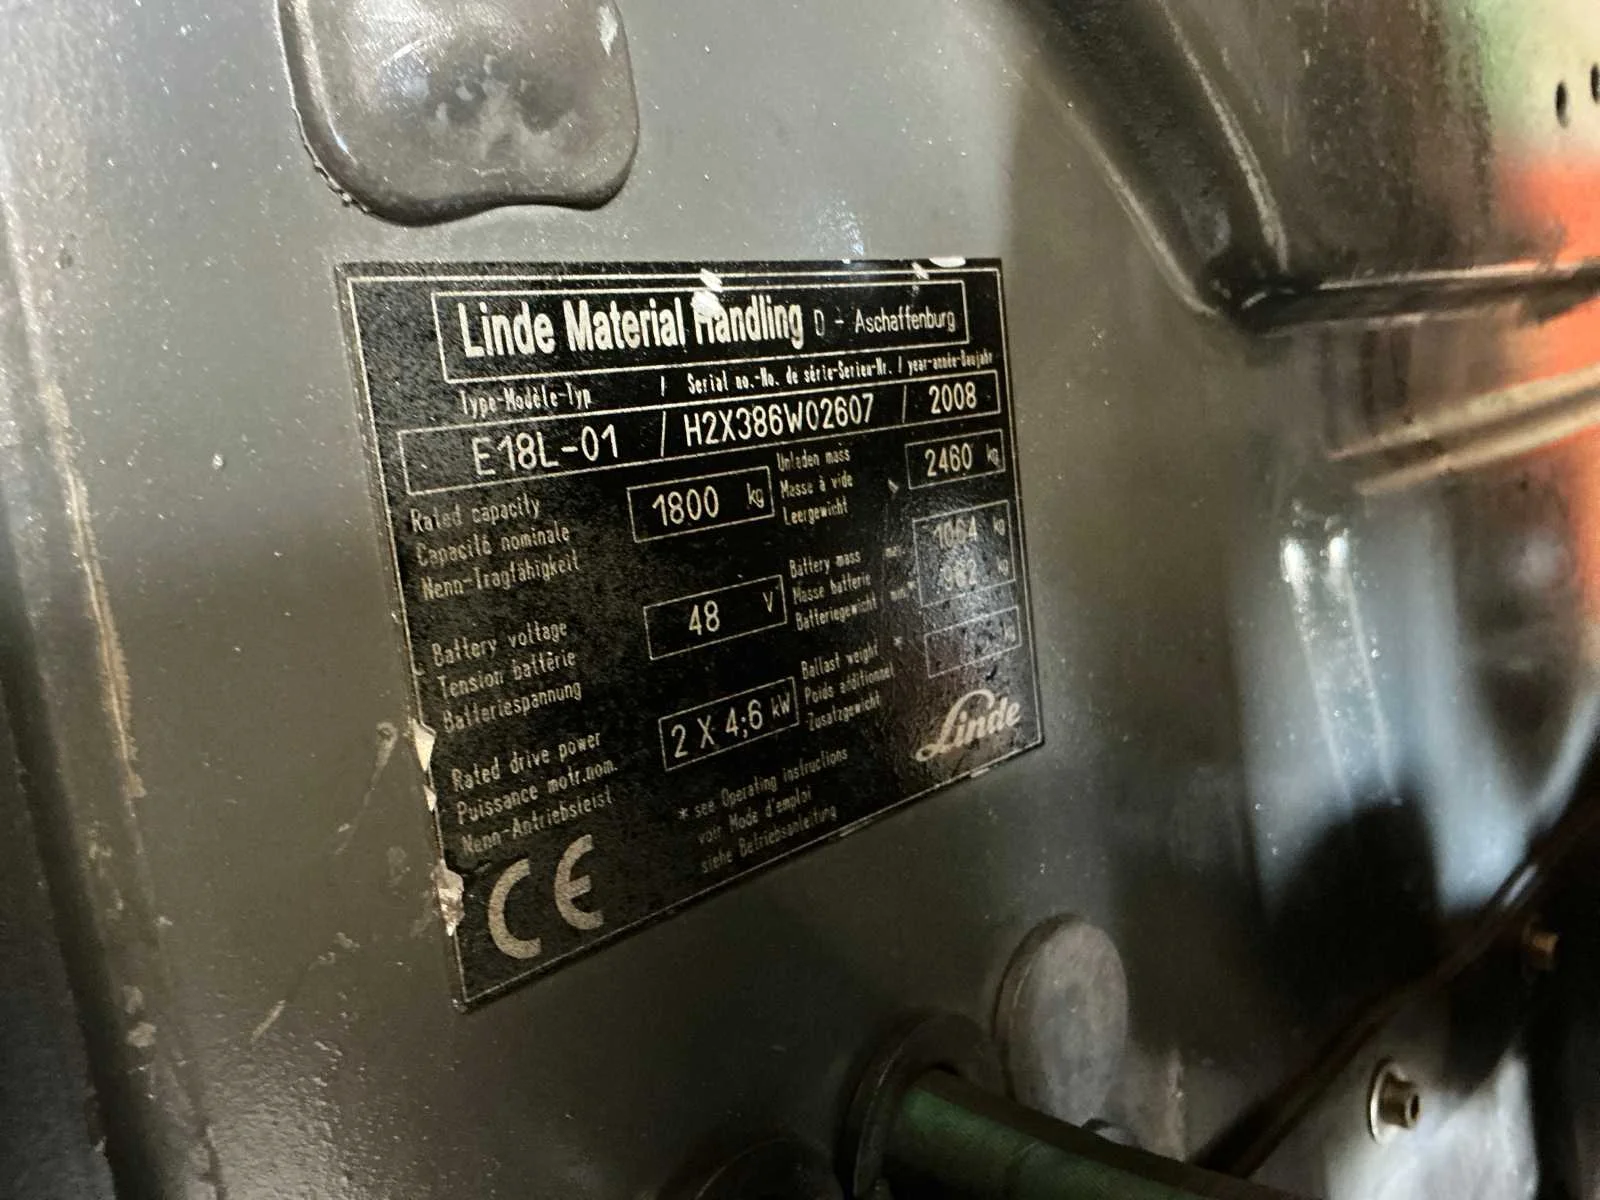 Linde Material Handling D - Aschaffenburg
Type-Modèle-Typ / Serial no.-No. de série-Serien-Nr. / year-année-Baujahr
E18L-01 / H2X386W02607 / 2008
Rated capacity
Capacité nominale
Nenn-Tragfähigkeit
1800 kg
Unleden mass
Masse à vide
Leergewicht
2460 kg
Battery voltage
Tension batterie
Batteriespannung
48 V
Battery mass max.
Masse batterie
Batteriegewicht min.*
1064 kg
962 kg
Rated drive power
Puissance motr.nom.
Nenn-Antriebsleist
2 X 4;6 kW
Ballast weight *
Poids additionnel
Zusatzgewicht
kg
* see Operating instructions
voir Mode d'emploi
siehe Betriebsanleitung
Linde
CE